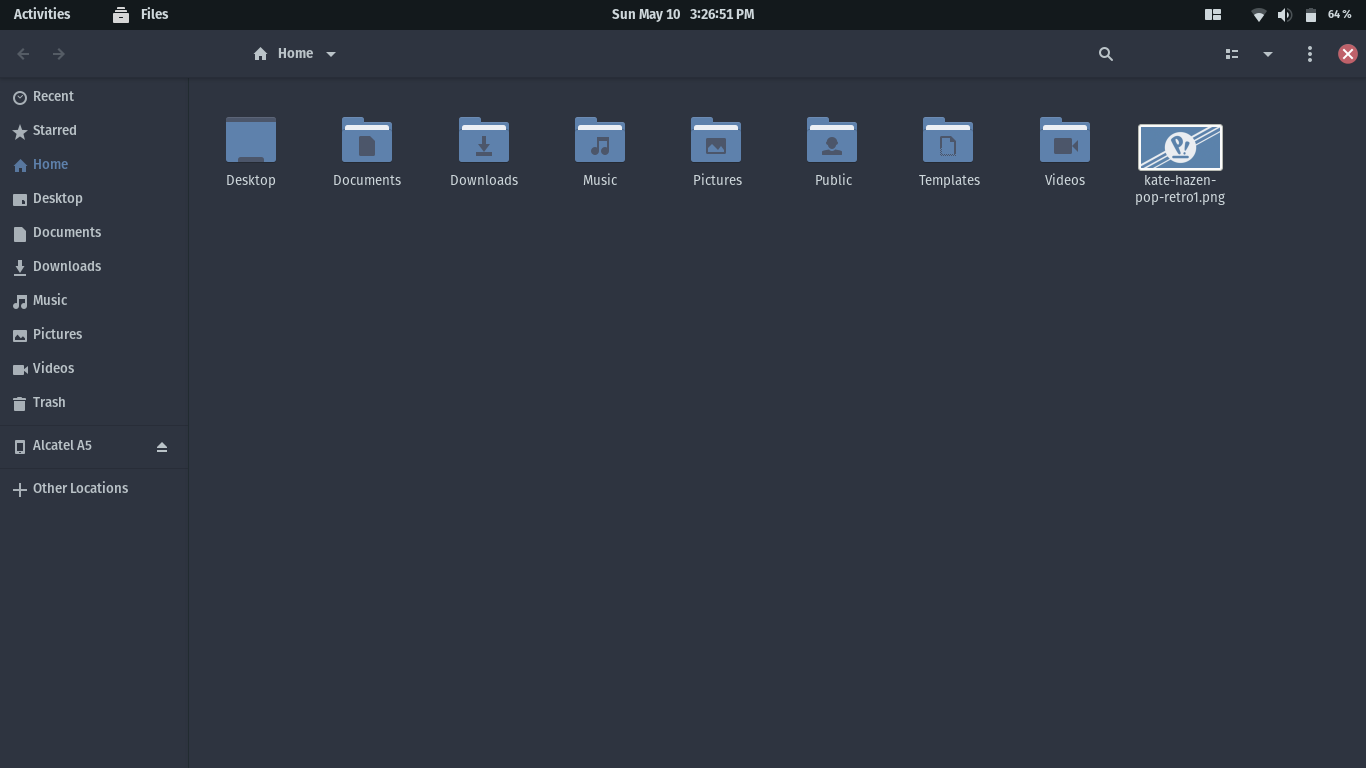 Activities Files Sun May 10 3:26:51 PM 64 %
Home
Recent
Starred
Home
Desktop
Documents
Downloads
Music
Pictures
Videos
Trash
Alcatel A5
Other Locations
Desktop Documents Downloads Music Pictures Public Templates Videos kate-hazen-
pop-retro1.png
P!